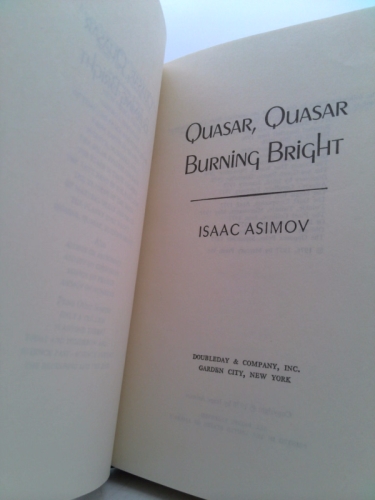 Quasar, Quasar
Burning Bright
ISAAC ASIMOV
DOUBLEDAY & COMPANY, INC.
GARDEN CITY, NEW YORK